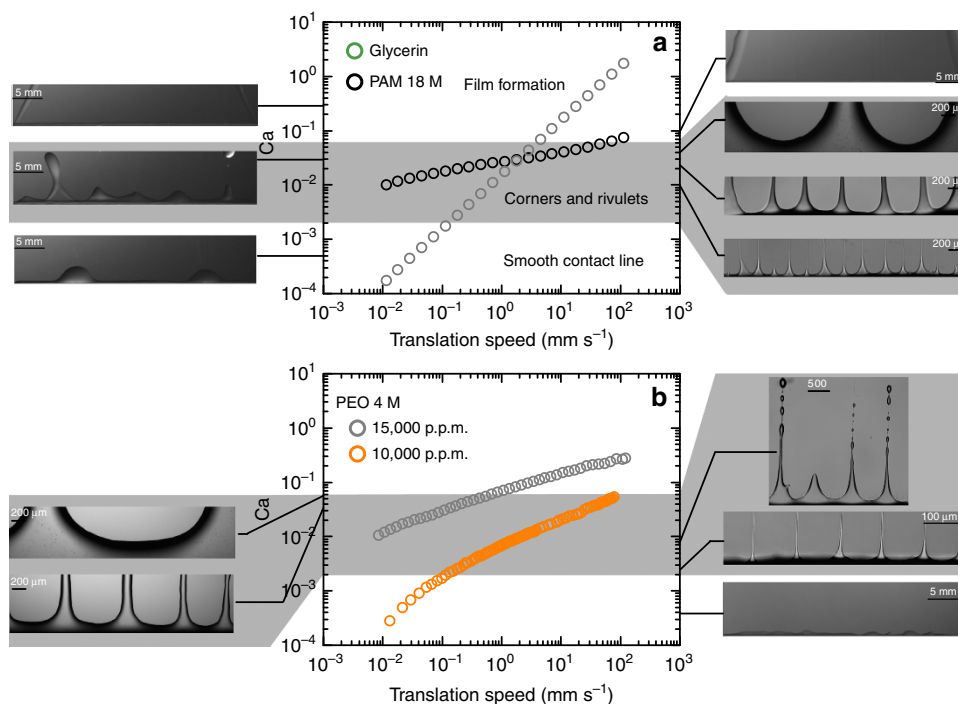 a
Glycerin
PAM 18 M
Film formation
Corners and rivulets
Smooth contact line
Ca
10¹
10⁰
10⁻¹
10⁻²
10⁻³
10⁻⁴
10⁻³ 10⁻² 10⁻¹ 10⁰ 10¹ 10² 10³
Translation speed (mm s⁻¹)
5 mm
5 mm
5 mm
5 mm
200 μm
200 μm
200 μm
b
PEO 4 M
15,000 p.p.m.
10,000 p.p.m.
Ca
10¹
10⁰
10⁻¹
10⁻²
10⁻³
10⁻⁴
10⁻³ 10⁻² 10⁻¹ 10⁰ 10¹ 10² 10³
Translation speed (mm s⁻¹)
200 μm
200 μm
500
100 μm
5 mm